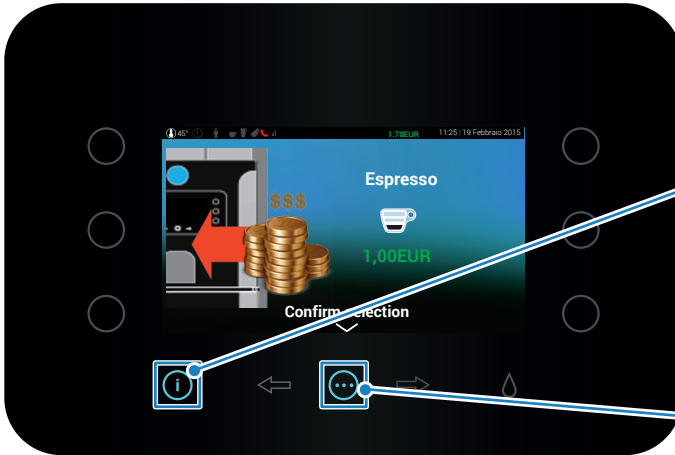 45°
1.70EUR
11:25 | 19 Febbraio 2015
Espresso
$$$
1,00EUR
Confirm selection
i